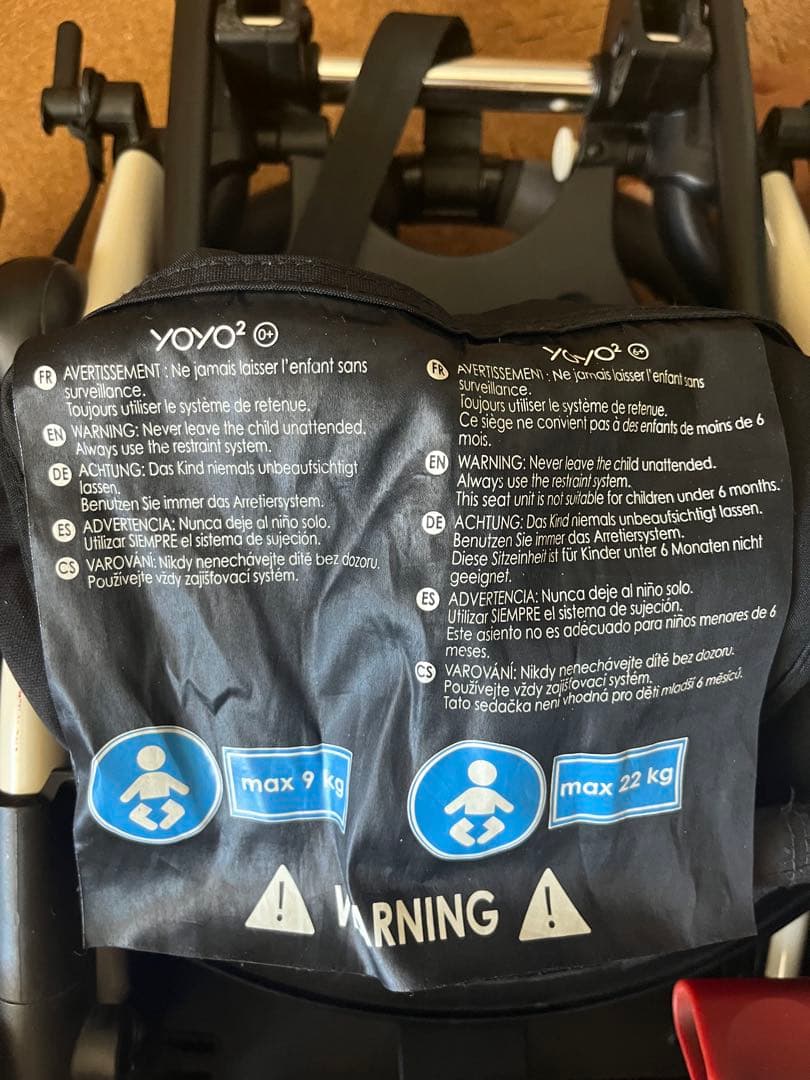 YOYO² 0+
FR AVERTISSEMENT : Ne jamais laisser l'enfant sans
surveillance.
Toujours utiliser le système de retenue.
EN WARNING: Never leave the child unattended.
Always use the restraint system.
DE ACHTUNG: Das Kind niemals unbeaufsichtigt
lassen.
Benutzen Sie immer das Arretiersystem.
ES ADVERTENCIA: Nunca deje al niño solo.
Utilizar SIEMPRE el sistema de sujeción.
CS VAROVÁNÍ: Nikdy nenechávejte dítě bez dozoru.
Používejte vždy zajišťovací systém.
max 9 kg
YOYO² 6+
FR AVERTISSEMENT : Ne jamais laisser l'enfant sans
surveillance.
Toujours utiliser le système de retenue.
Ce siège ne convient pas à des enfants de moins de 6
mois.
EN WARNING: Never leave the child unattended.
Always use the restraint system.
This seat unit is not suitable for children under 6 months.
DE ACHTUNG: Das Kind niemals unbeaufsichtigt lassen.
Benutzen Sie immer das Arretiersystem.
Diese Sitzeinheit ist für Kinder unter 6 Monaten nicht
geeignet.
ES ADVERTENCIA: Nunca deje al niño solo.
Utilizar SIEMPRE el sistema de sujeción.
Este asiento no es adecuado para niños menores de 6
meses.
CS VAROVÁNÍ: Nikdy nenechávejte dítě bez dozoru.
Používejte vždy zajišťovací systém.
Tato sedačka není vhodná pro děti mladší 6 měsíců.
max 22 kg
WARNING